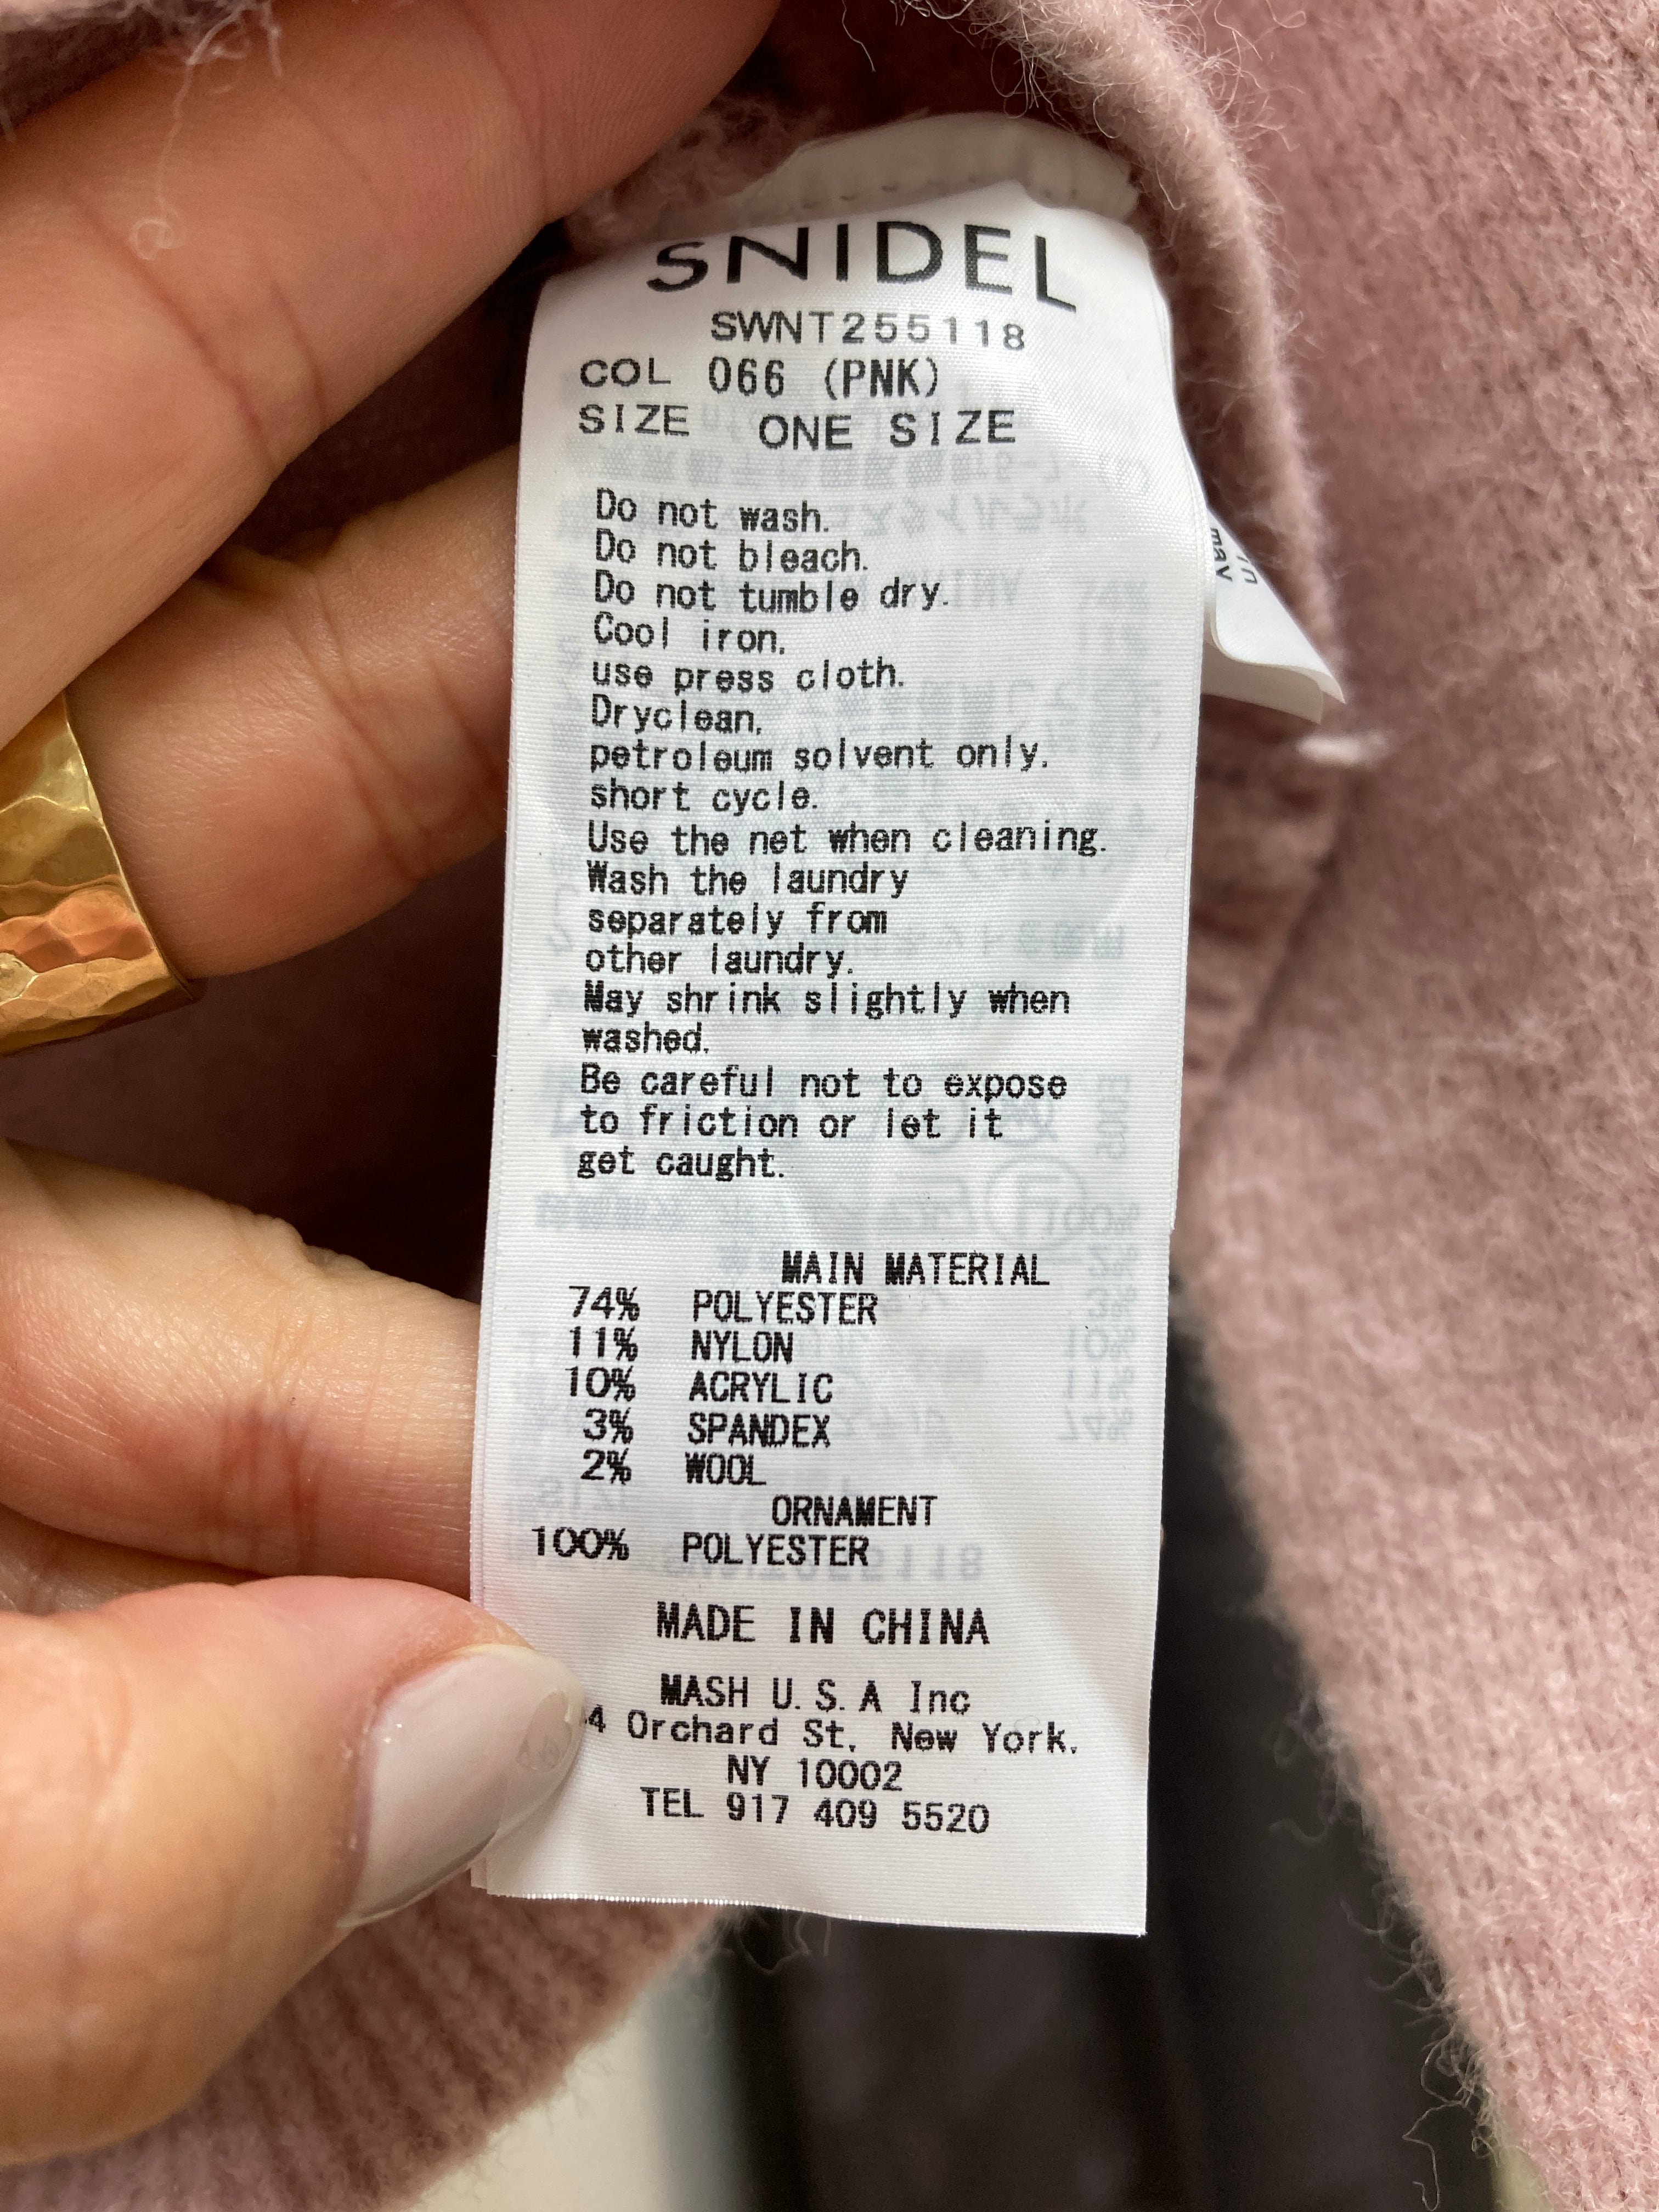 SNIDEL
SWNT255118
COL 066 (PNK)
SIZE ONE SIZE
Do not wash.
Do not bleach.
Do not tumble dry.
Cool iron,
use press cloth.
Dryclean,
petroleum solvent only,
short cycle.
Use the net when cleaning.
Wash the laundry
separately from
other laundry.
May shrink slightly when
washed.
Be careful not to expose
to friction or let it
get caught.
MAIN MATERIAL
74% POLYESTER
11% NYLON
10% ACRYLIC
3% SPANDEX
2% WOOL
ORNAMENT
100% POLYESTER
MADE IN CHINA
MASH U.S.A Inc
4 Orchard St, New York,
NY 10002
TEL 917 409 5520
may